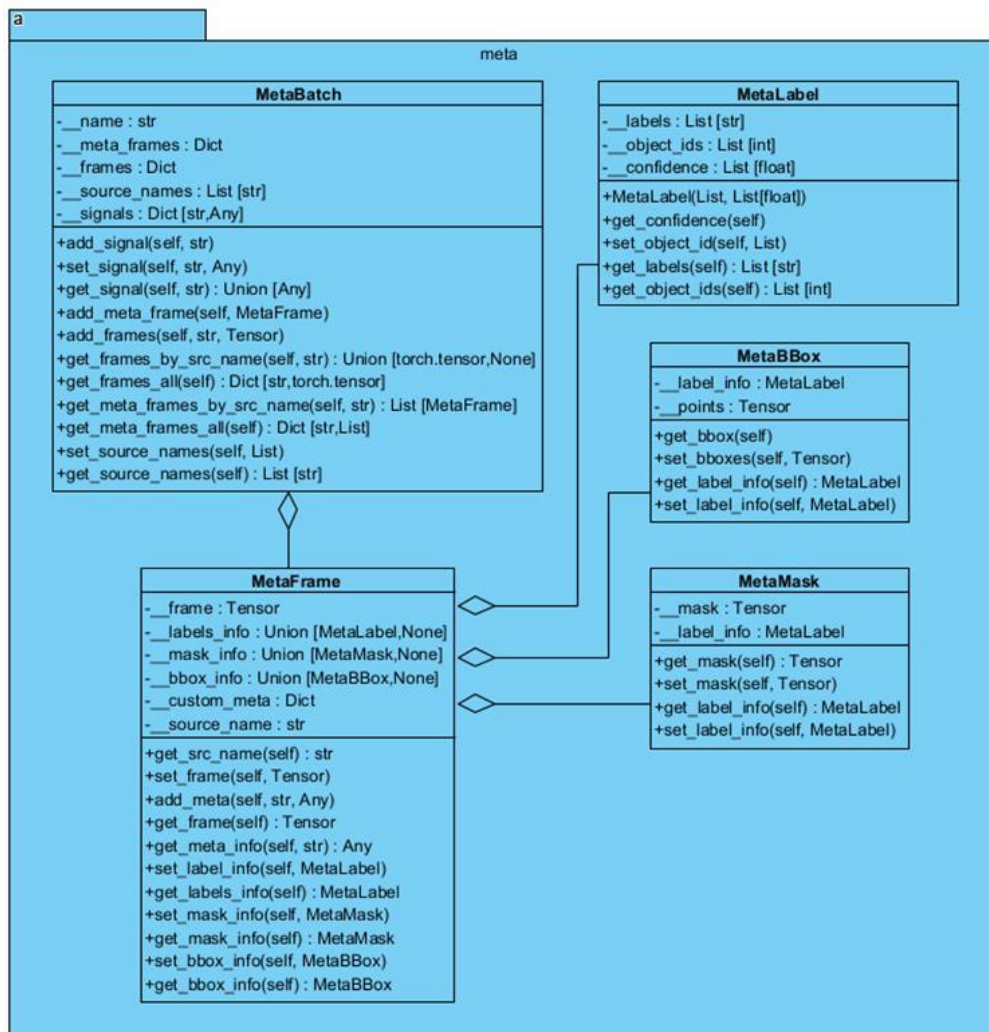 a
meta
MetaBatch
-__name : str
-__meta_frames : Dict
-__frames : Dict
-__source_names : List [str]
-__signals : Dict [str,Any]
+add_signal(self, str)
+set_signal(self, str, Any)
+get_signal(self, str) : Union [Any]
+add_meta_frame(self, MetaFrame)
+add_frames(self, str, Tensor)
+get_frames_by_src_name(self, str) : Union [torch.tensor,None]
+get_frames_all(self) : Dict [str,torch.tensor]
+get_meta_frames_by_src_name(self, str) : List [MetaFrame]
+get_meta_frames_all(self) : Dict [str,List]
+set_source_names(self, List)
+get_source_names(self) : List [str]
MetaLabel
-__labels : List [str]
-__object_ids : List [int]
-__confidence : List [float]
+MetaLabel(List, List[float])
+get_confidence(self)
+set_object_id(self, List)
+get_labels(self) : List [str]
+get_object_ids(self) : List [int]
MetaBBox
-__label_info : MetaLabel
-__points : Tensor
+get_bbox(self)
+set_bboxes(self, Tensor)
+get_label_info(self) : MetaLabel
+set_label_info(self, MetaLabel)
MetaFrame
-__frame : Tensor
-__labels_info : Union [MetaLabel,None]
-__mask_info : Union [MetaMask,None]
-__bbox_info : Union [MetaBBox,None]
-__custom_meta : Dict
-__source_name : str
+get_src_name(self) : str
+set_frame(self, Tensor)
+add_meta(self, str, Any)
+get_frame(self) : Tensor
+get_meta_info(self, str) : Any
+set_label_info(self, MetaLabel)
+get_labels_info(self) : MetaLabel
+set_mask_info(self, MetaMask)
+get_mask_info(self) : MetaMask
+set_bbox_info(self, MetaBBox)
+get_bbox_info(self) : MetaBBox
MetaMask
-__mask : Tensor
-__label_info : MetaLabel
+get_mask(self) : Tensor
+set_mask(self, Tensor)
+get_label_info(self) : MetaLabel
+set_label_info(self, MetaLabel)